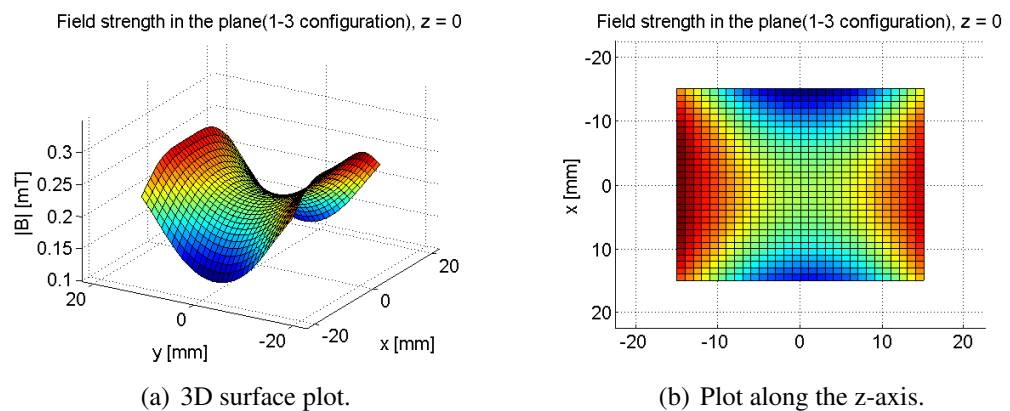 Field strength in the plane(1-3 configuration), z = 0
|B| [mT]
0.3
0.25
0.2
0.15
0.1
20
0
-20
y [mm]
-20
0
20
x [mm]
(a) 3D surface plot.
Field strength in the plane(1-3 configuration), z = 0
x [mm]
-20
-10
0
10
20
-20
-10
0
10
20
(b) Plot along the z-axis.